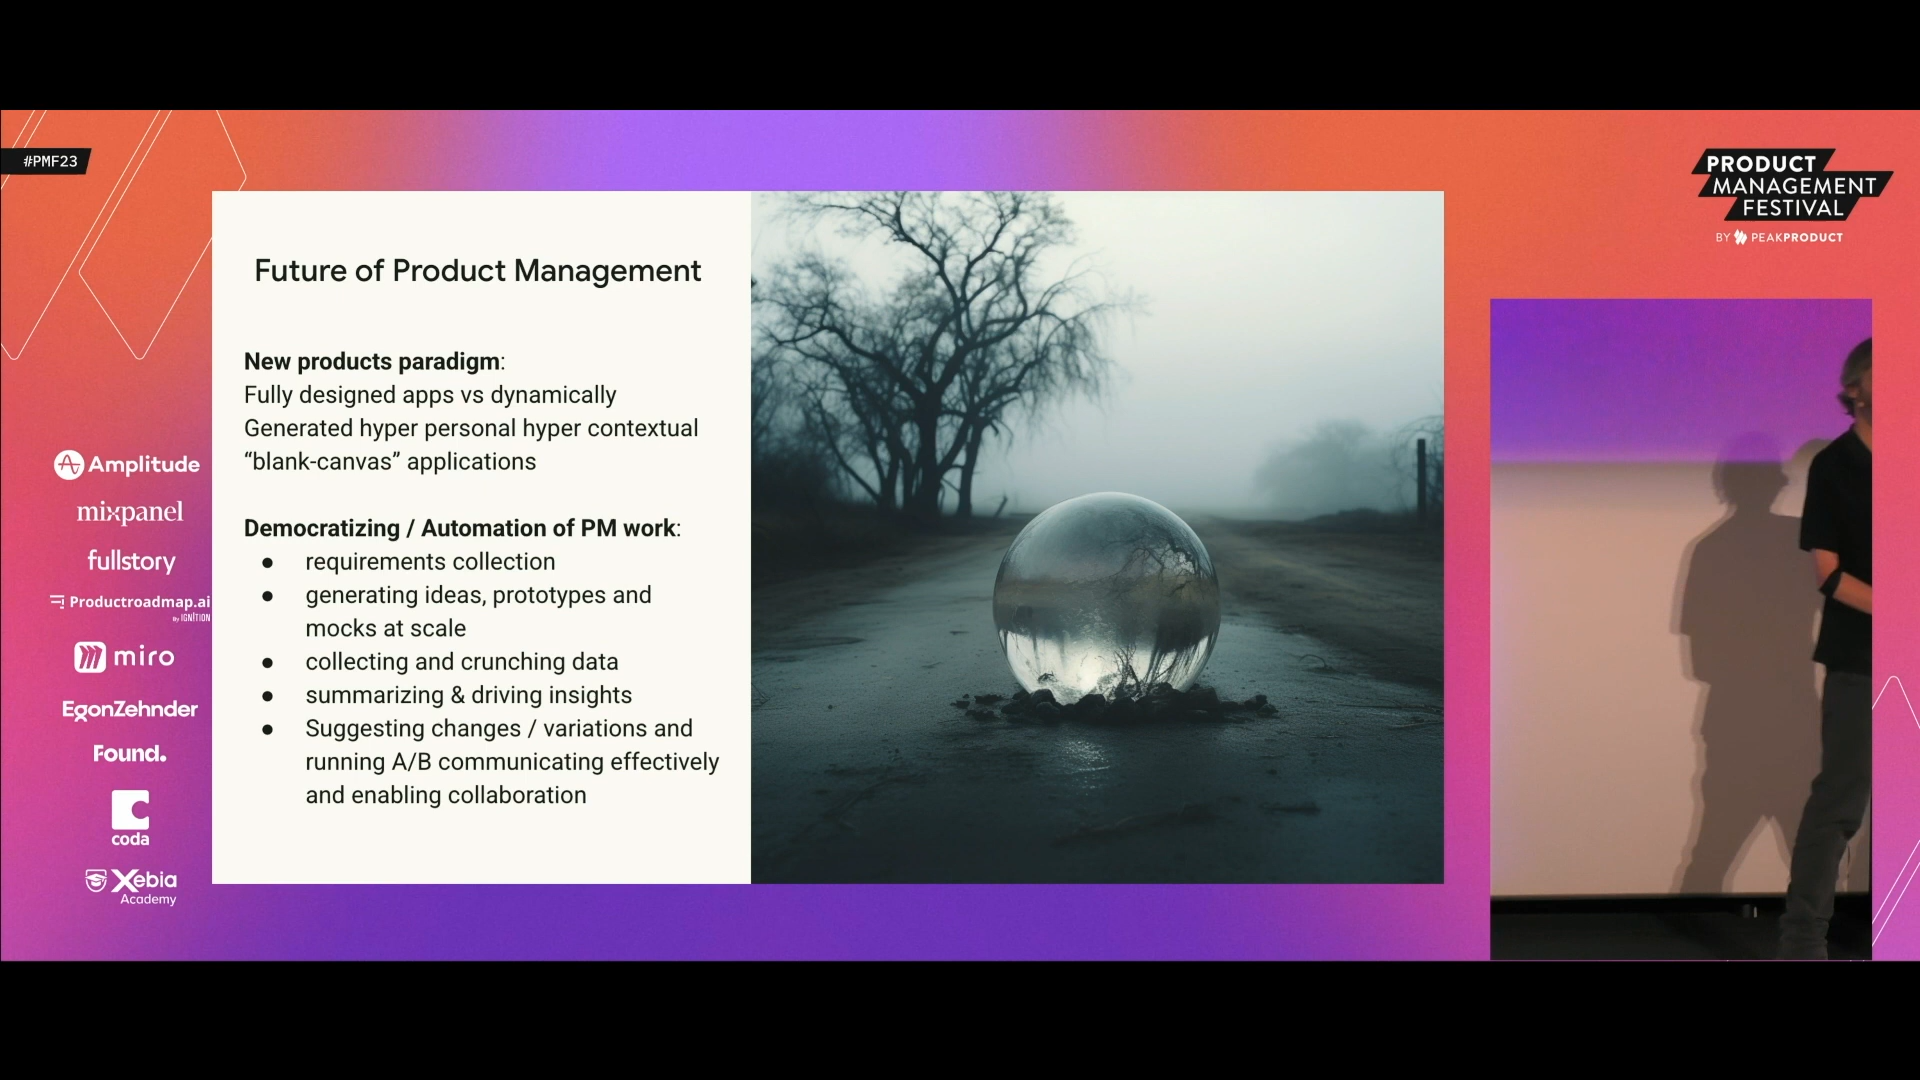 #PMF23
PRODUCT
MANAGEMENT
FESTIVAL
BY PEAKPRODUCT
Future of Product Management
New products paradigm:
Fully designed apps vs dynamically
Generated hyper personal hyper contextual
“blank-canvas” applications
Democratizing / Automation of PM work:
● requirements collection
● generating ideas, prototypes and
mocks at scale
● collecting and crunching data
● summarizing & driving insights
● Suggesting changes / variations and
running A/B communicating effectively
and enabling collaboration
Amplitude
mixpanel
fullstory
Productroadmap.ai
By IGNITION
miro
EgonZehnder
Found.
coda
Xebia
Academy